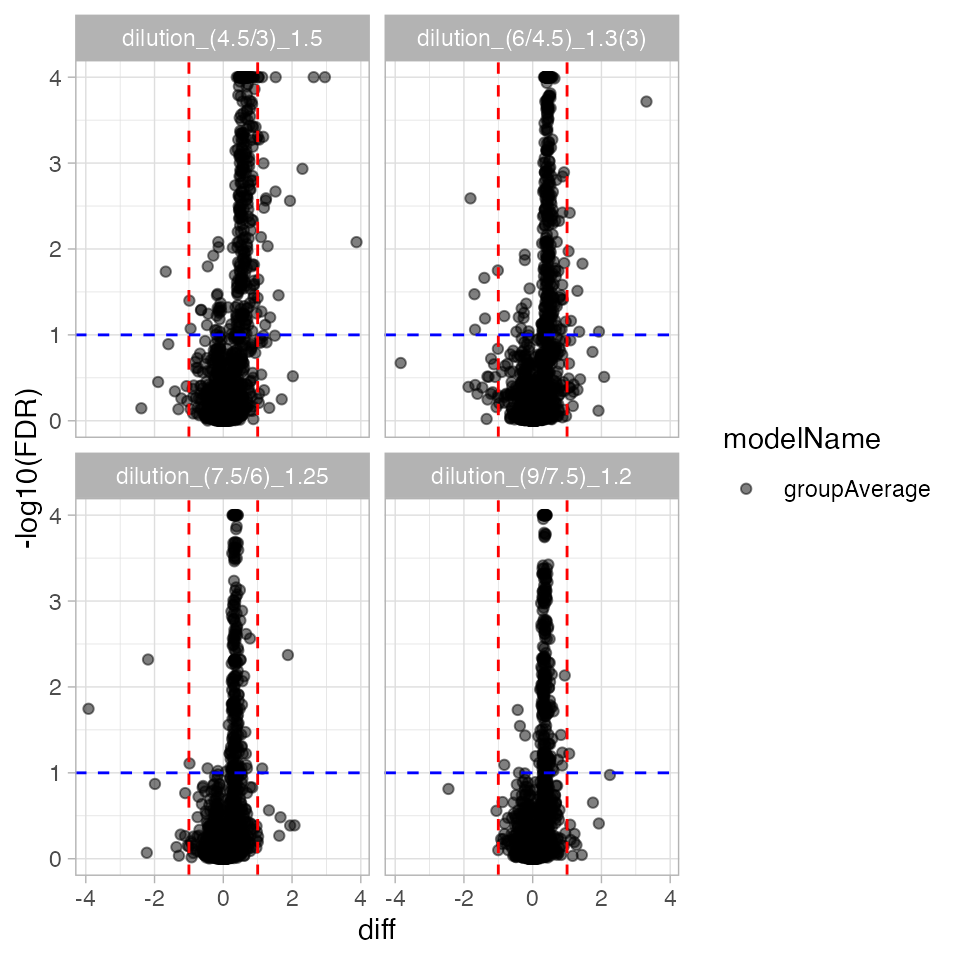 dilution_(4.5/3)_1.5
dilution_(6/4.5)_1.3(3)
4
3
2
1
0
dilution_(7.5/6)_1.25
dilution_(9/7.5)_1.2
4
3
2
1
0
-4 -2 0 2 4
-4 -2 0 2 4
diff
-log10(FDR)
modelName
groupAverage